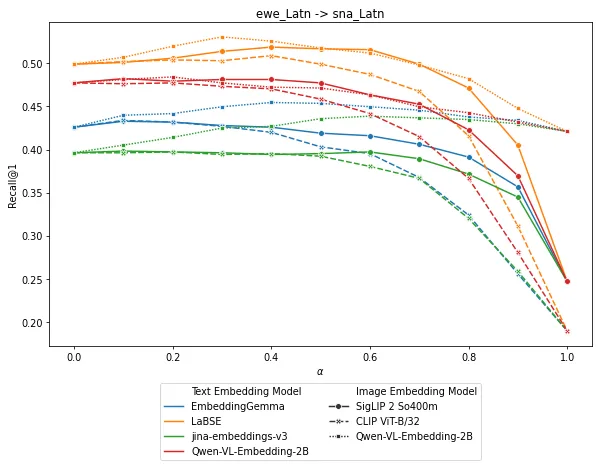 ewe_Latn -> sna_Latn
Recall@1
0.50
0.45
0.40
0.35
0.30
0.25
0.20
0.0
0.2
0.4
0.6
0.8
1.0
α
Text Embedding Model
EmbeddingGemma
LaBSE
jina-embeddings-v3
Qwen-VL-Embedding-2B
Image Embedding Model
SigLIP 2 So400m
CLIP ViT-B/32
Qwen-VL-Embedding-2B